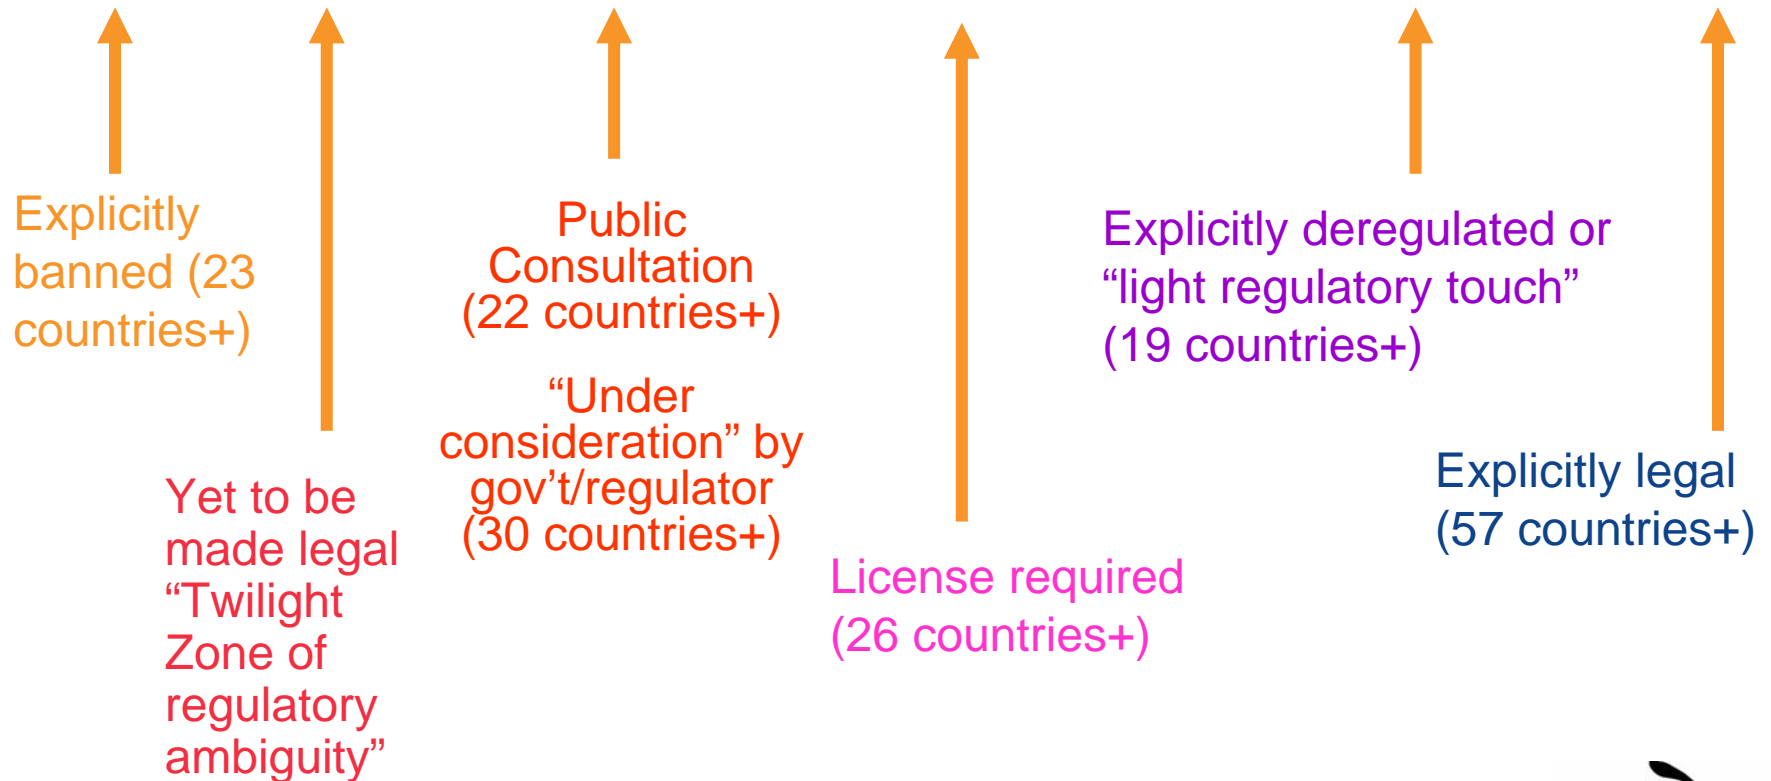 Explicitly
banned (23
countries+)
Yet to be
made legal
“Twilight
Zone of
regulatory
ambiguity”
Public
Consultation
(22 countries+)
“Under
consideration” by
gov’t/regulator
(30 countries+)
License required
(26 countries+)
Explicitly deregulated or
“light regulatory touch”
(19 countries+)
Explicitly legal
(57 countries+)